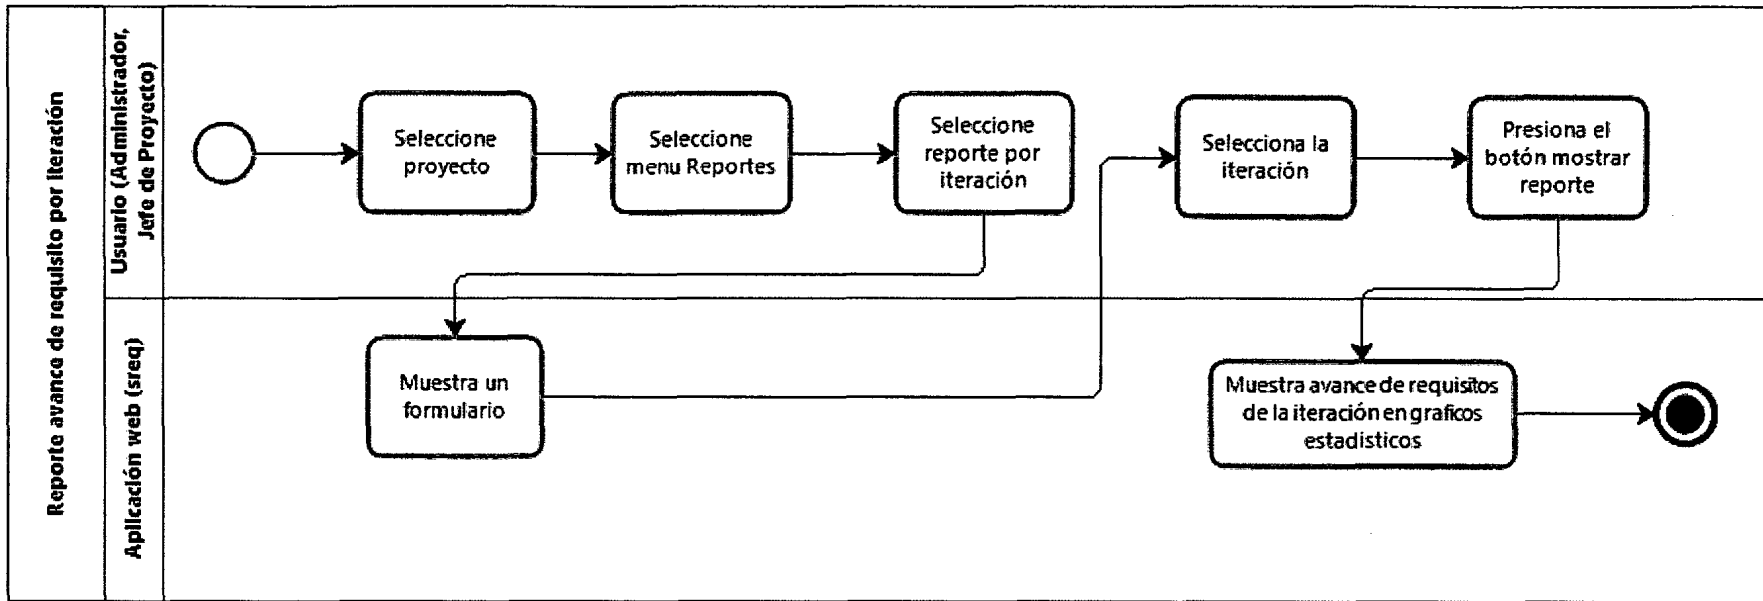 Reporte avance de requisito por iteración
Usuario (Administrador,
Jefe de Proyecto)
Seleccione
proyecto
Seleccione
menu Reportes
Seleccione
reporte por
iteración
Selecciona la
iteración
Presiona el
botón mostrar
reporte
Aplicación web (sreq)
Muestra un
formulario
Muestra avance de requisitos
de la iteración en graficos
estadisticos